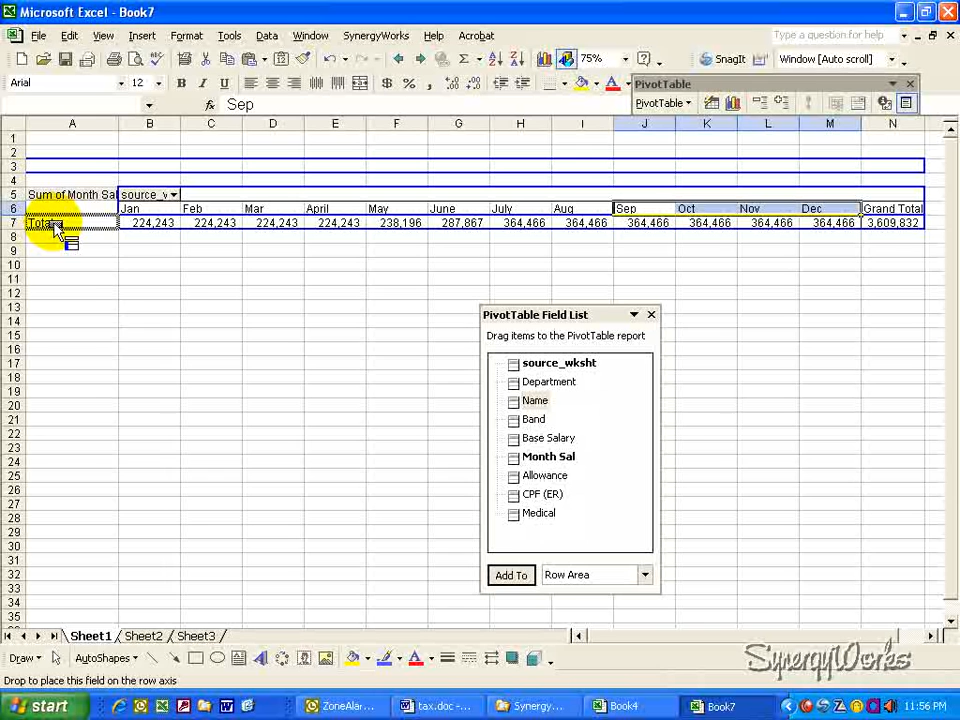 Microsoft Excel - Book7
File Edit View Insert Format Tools Data Window SynergyWorks Help Acrobat
Type a question for help
75%
SnagIt Window [Auto scroll]
Arial 12 B I U
PivotTable
Sep
PivotTable
A B C D E F G H I J K L M N
1
2
3
4
5 Sum of Month Sal source_w
6 Jan Feb Mar April May June July Aug Sep Oct Nov Dec Grand Total
7 Total 224,243 224,243 224,243 224,243 238,196 287,867 364,466 364,466 364,466 364,466 364,466 364,466 3,609,832
8
9
10
11
12
13
14
15
16
17
18
19
20
21
22
23
24
25
26
27
28
29
30
31
32
33
34
35
PivotTable Field List
Drag items to the PivotTable report
source_wksht
Department
Name
Band
Base Salary
Month Sal
Allowance
CPF (ER)
Medical
Add To Row Area
Sheet1 Sheet2 Sheet3
Draw AutoShapes
SynergyWorks
Drop to place this field on the row axis
start ZoneAlar... tax.doc -... Synergy... Book4 Book7 11:56 PM